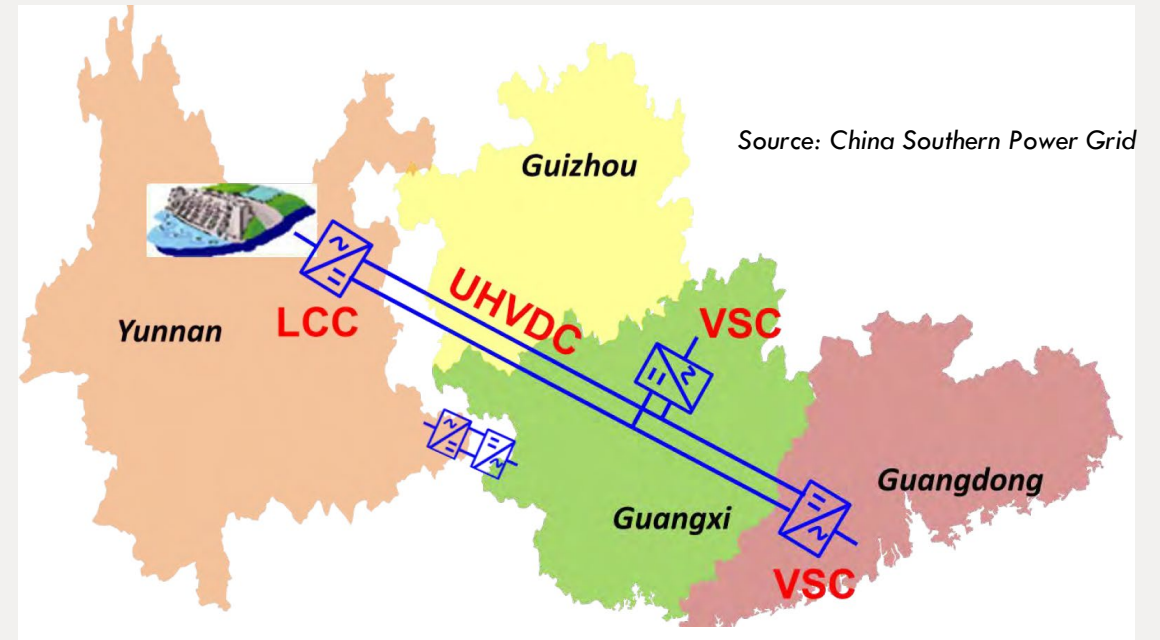 Source: China Southern Power Grid
Guizhou
UHVDC
Yunnan
LCC
VSC
Guangxi
Guangdong
VSC